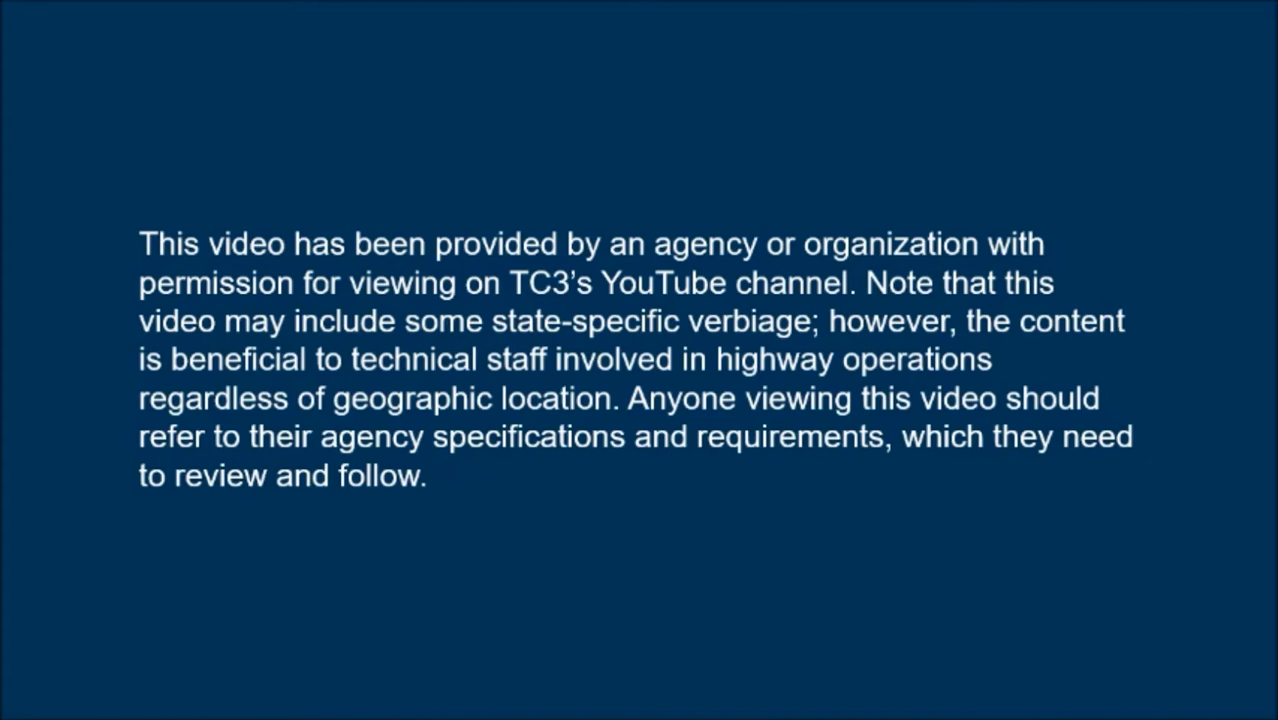 This video has been provided by an agency or organization with
permission for viewing on TC3’s YouTube channel. Note that this
video may include some state-specific verbiage; however, the content
is beneficial to technical staff involved in highway operations
regardless of geographic location. Anyone viewing this video should
refer to their agency specifications and requirements, which they need
to review and follow.